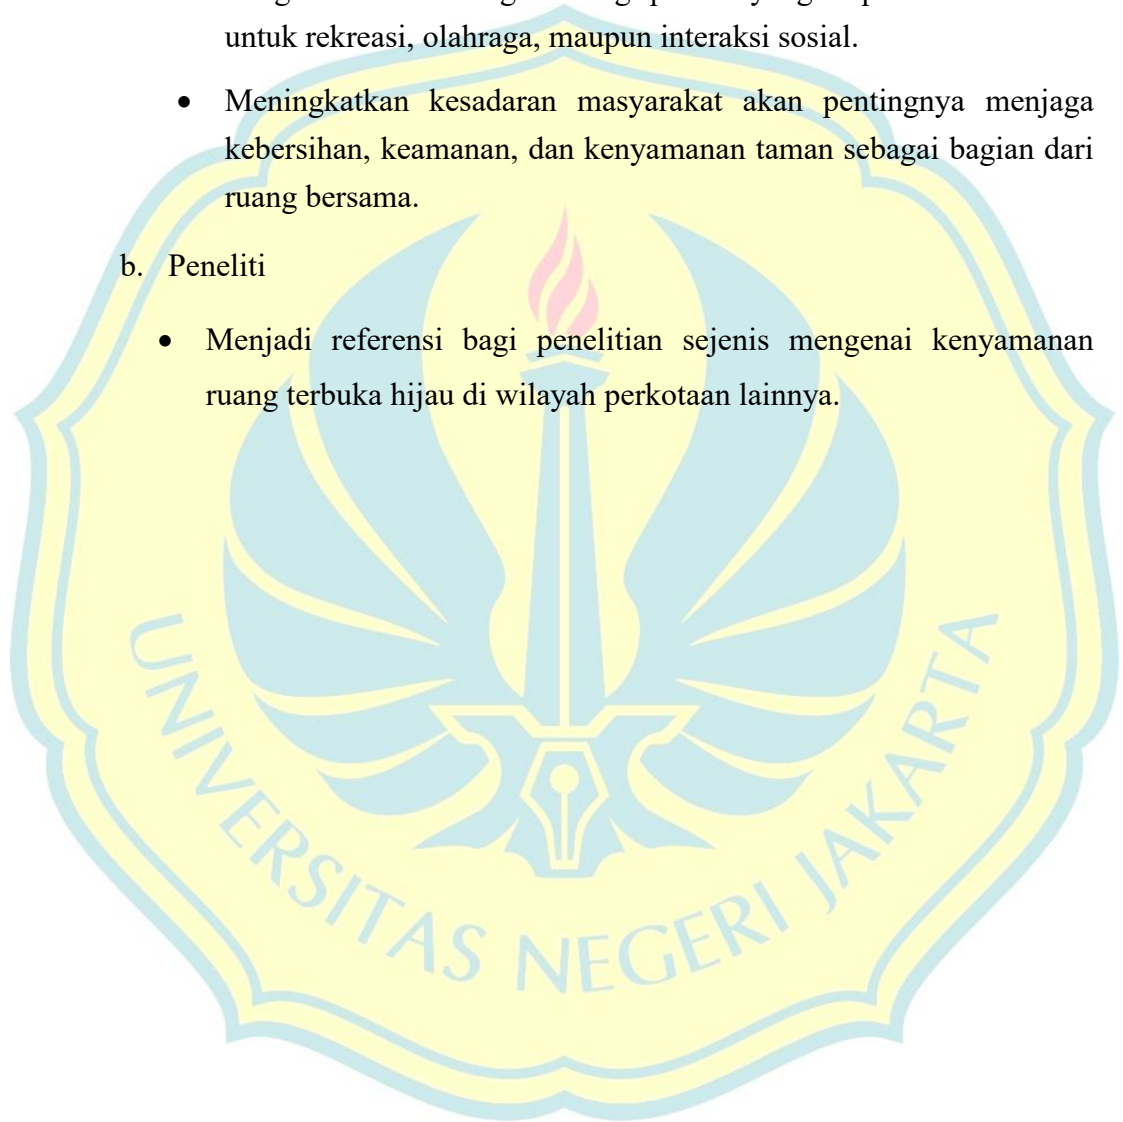 untuk rekreasi, olahraga, maupun interaksi sosial.
• Meningkatkan kesadaran masyarakat akan pentingnya menjaga
kebersihan, keamanan, dan kenyamanan taman sebagai bagian dari
ruang bersama.
b. Peneliti
• Menjadi referensi bagi penelitian sejenis mengenai kenyamanan
ruang terbuka hijau di wilayah perkotaan lainnya.
UNIVERSITAS NEGERI JAKARTA